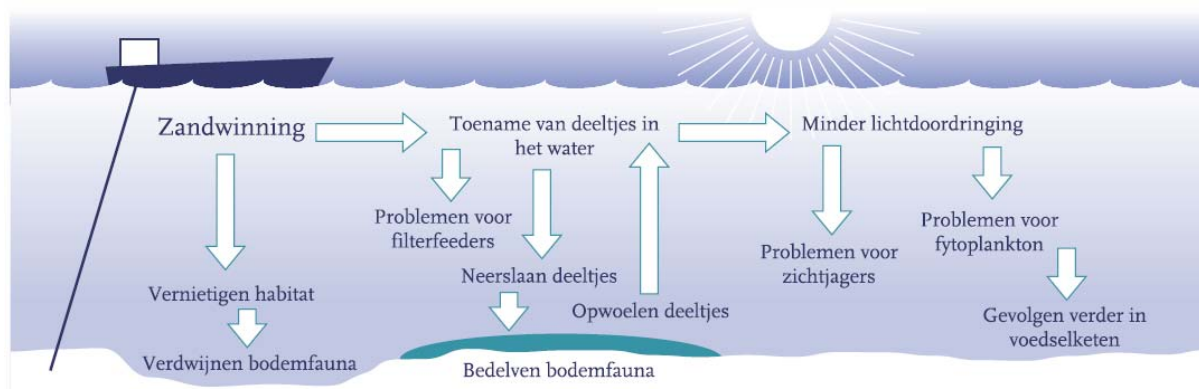 Zandwinning
Toename van deeltjes in
het water
Minder lichtdoordringing
Problemen voor
filterfeeders
Problemen voor
zichtjagers
Problemen voor
fytoplankton
Neerslaan deeltjes
Vernietigen habitat
Opwoelen deeltjes
Gevolgen verder in
voedselketen
Verdwijnen bodemfauna
Bedelven bodemfauna